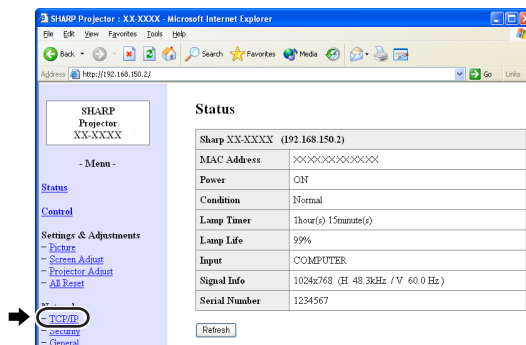 SHARP Projector : XX-XXXX - Microsoft Internet Explorer
File Edit View Favorites Tools Help
Back Search Favorites Media
Address http://192.168.150.2/ Go Links
SHARP
Projector
XX-XXXX
- Menu -
Status
Control
Settings & Adjustments
– Picture
– Screen Adjust
– Projector Adjust
– All Reset
– TCP/IP
– Security
– General
Status
Sharp XX-XXXX (192.168.150.2)
MAC Address XXXXXXXXXXXX
Power ON
Condition Normal
Lamp Timer 1hour(s) 15minute(s)
Lamp Life 99%
Input COMPUTER
Signal Info 1024x768 (H 48.3kHz / V 60.0 Hz )
Serial Number 1234567
Refresh